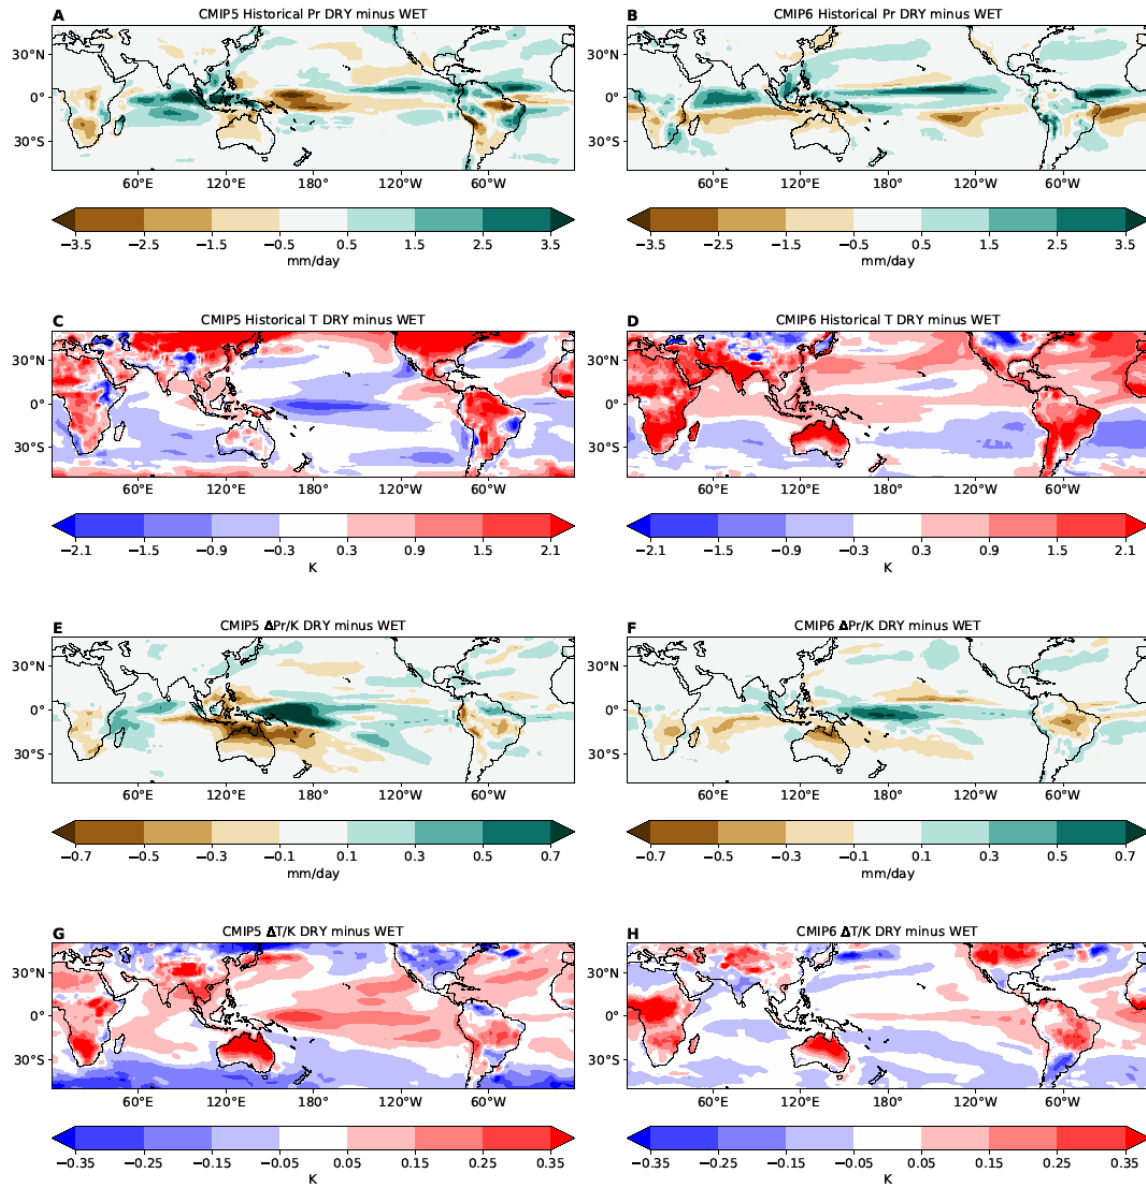 A CMIP5 Historical Pr DRY minus WET
30°N
0°
30°S
60°E 120°E 180° 120°W 60°W
−3.5 −2.5 −1.5 −0.5 0.5 1.5 2.5 3.5
mm/day
B CMIP6 Historical Pr DRY minus WET
30°N
0°
30°S
60°E 120°E 180° 120°W 60°W
−3.5 −2.5 −1.5 −0.5 0.5 1.5 2.5 3.5
mm/day
C CMIP5 Historical T DRY minus WET
30°N
0°
30°S
60°E 120°E 180° 120°W 60°W
−2.1 −1.5 −0.9 −0.3 0.3 0.9 1.5 2.1
K
D CMIP6 Historical T DRY minus WET
30°N
0°
30°S
60°E 120°E 180° 120°W 60°W
−2.1 −1.5 −0.9 −0.3 0.3 0.9 1.5 2.1
K
E CMIP5 ΔPr/K DRY minus WET
30°N
0°
30°S
60°E 120°E 180° 120°W 60°W
−0.7 −0.5 −0.3 −0.1 0.1 0.3 0.5 0.7
mm/day
F CMIP6 ΔPr/K DRY minus WET
30°N
0°
30°S
60°E 120°E 180° 120°W 60°W
−0.7 −0.5 −0.3 −0.1 0.1 0.3 0.5 0.7
mm/day
G CMIP5 ΔT/K DRY minus WET
30°N
0°
30°S
60°E 120°E 180° 120°W 60°W
−0.35 −0.25 −0.15 −0.05 0.05 0.15 0.25 0.35
K
H CMIP6 ΔT/K DRY minus WET
30°N
0°
30°S
60°E 120°E 180° 120°W 60°W
−0.35 −0.25 −0.15 −0.05 0.05 0.15 0.25 0.35
K